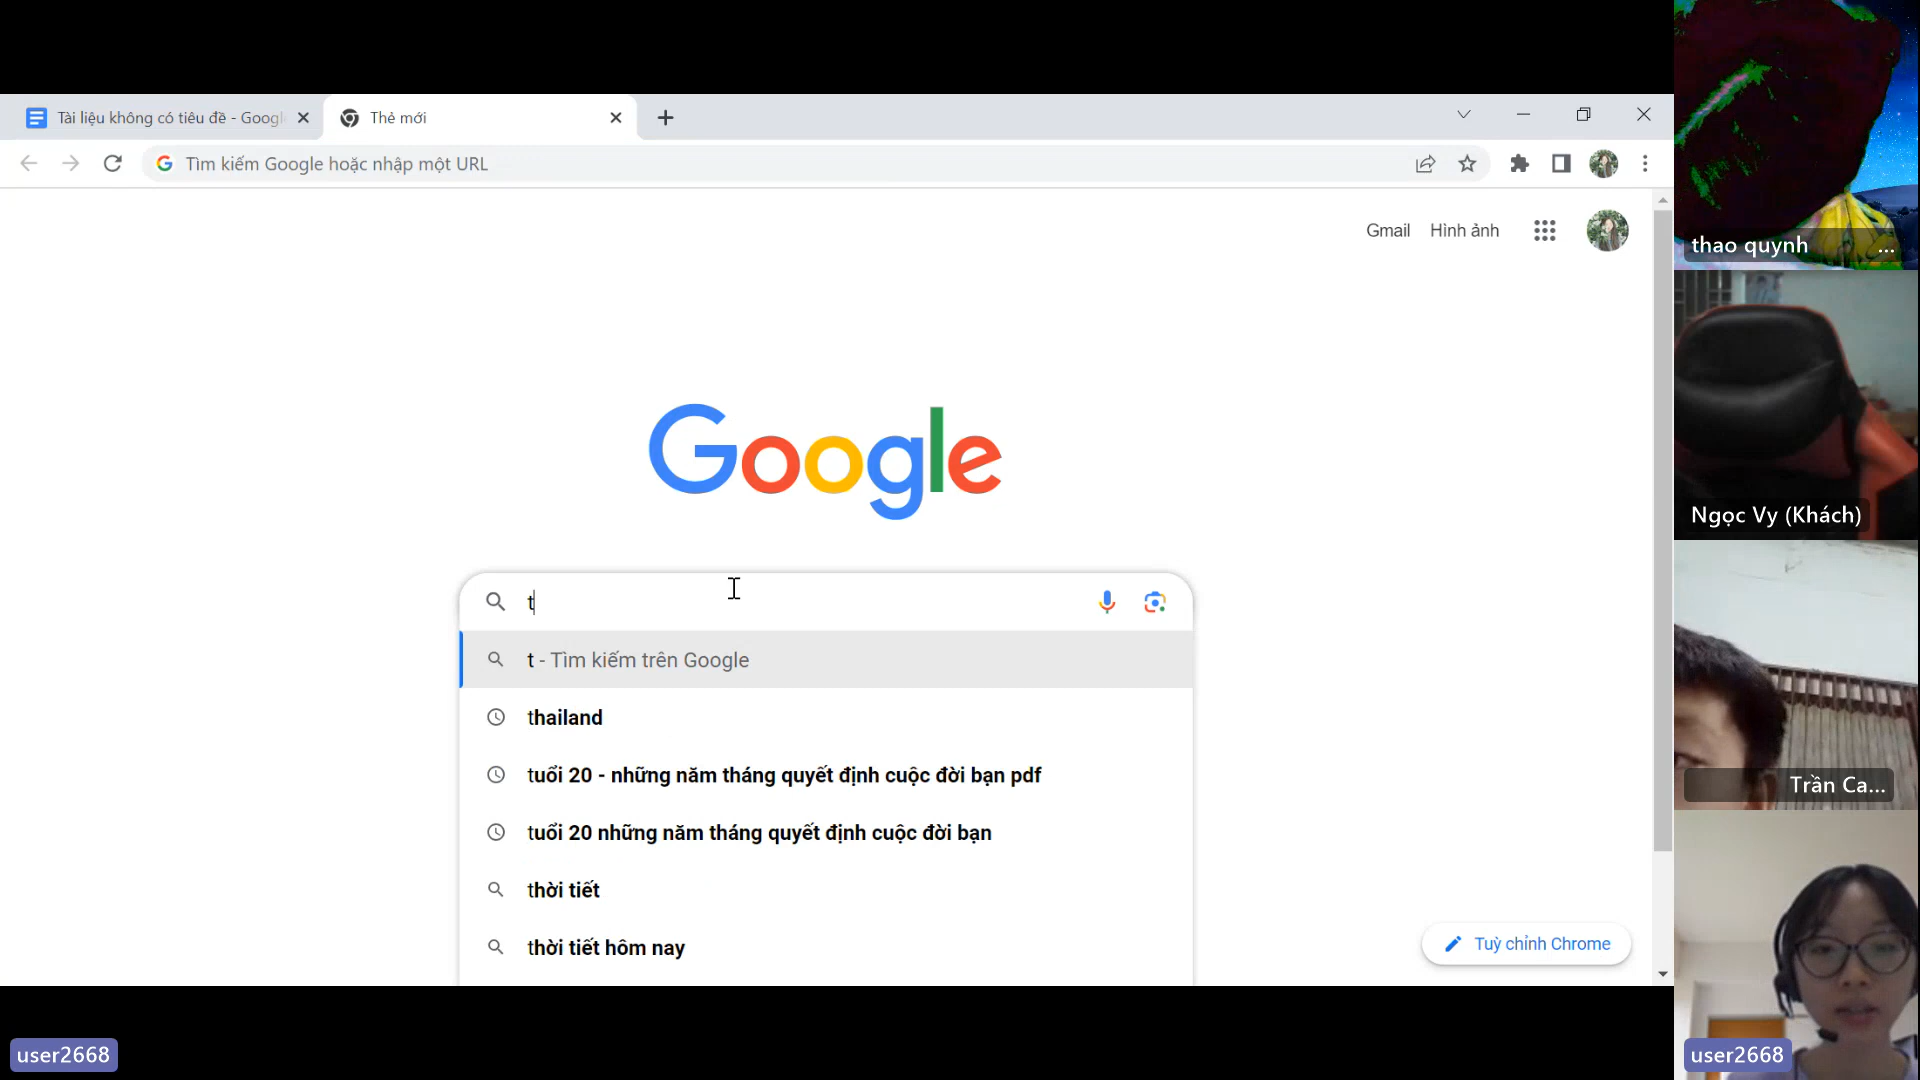 Tài liệu không có tiêu đề - Googl
Thẻ mới
Tìm kiếm Google hoặc nhập một URL
Gmail
Hình ảnh
Google
t
t - Tìm kiếm trên Google
thailand
tuổi 20 - những năm tháng quyết định cuộc đời bạn pdf
tuổi 20 những năm tháng quyết định cuộc đời bạn
thời tiết
thời tiết hôm nay
Tuỳ chỉnh Chrome
user2668
thao quynh ...
Ngọc Vy (Khách)
Trần Ca...
user2668